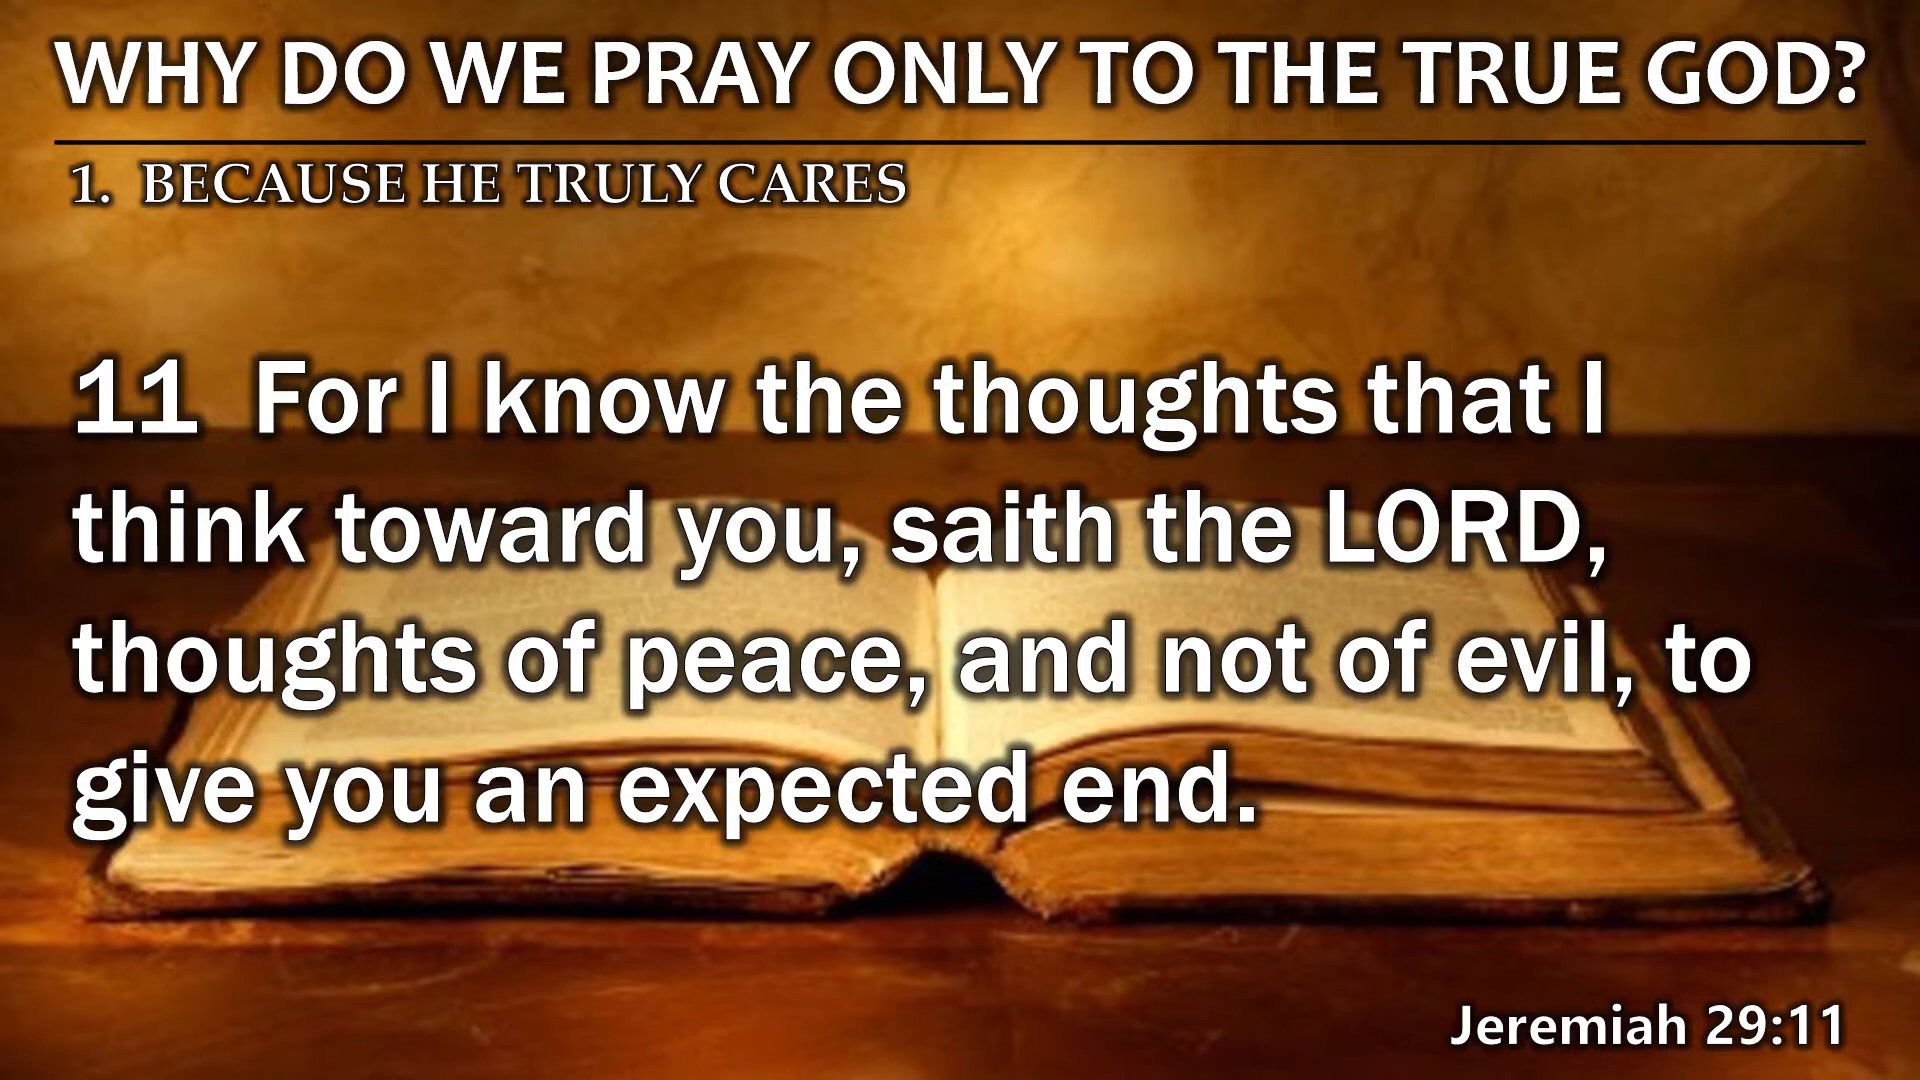 WHY DO WE PRAY ONLY TO THE TRUE GOD?
1. BECAUSE HE TRULY CARES
11 For I know the thoughts that I
think toward you, saith the LORD,
thoughts of peace, and not of evil, to
give you an expected end.
Jeremiah 29:11